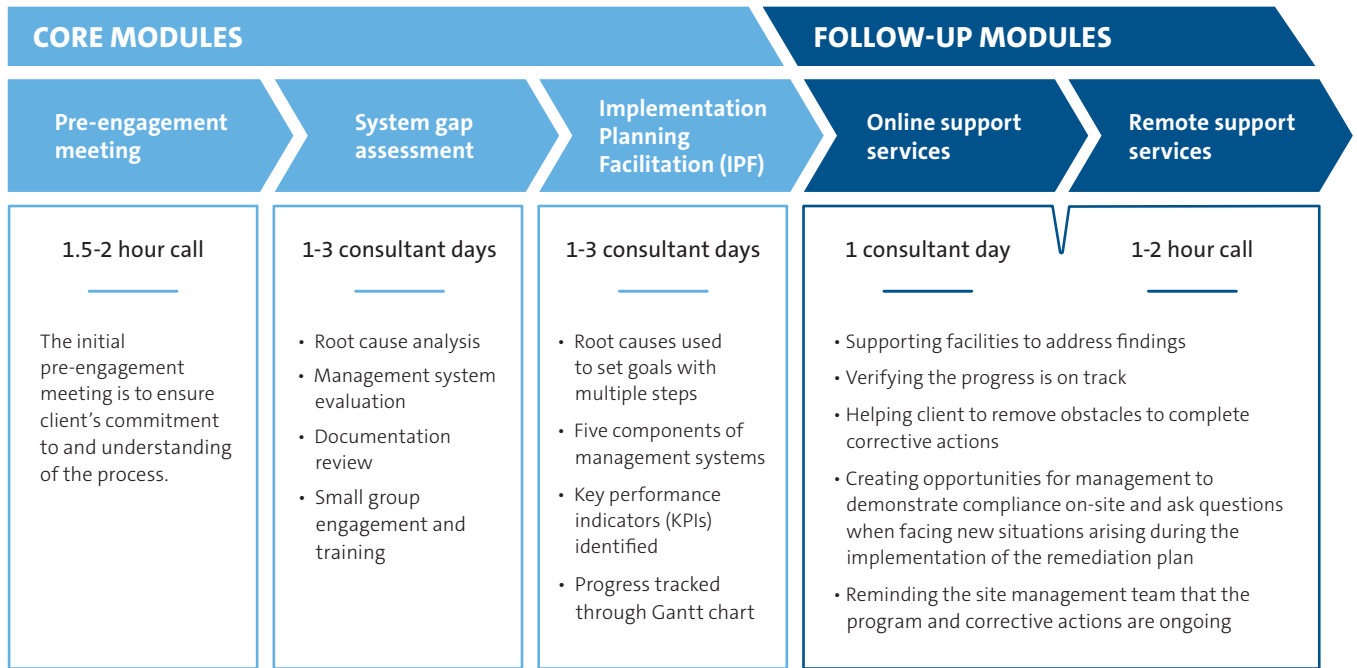 CORE MODULES
FOLLOW-UP MODULES
Pre-engagement
meeting
System gap
assessment
Implementation
Planning
Facilitation (IPF)
Online support
services
Remote support
services
1.5-2 hour call
The initial
pre-engagement
meeting is to ensure
client’s commitment
to and understanding
of the process.
1-3 consultant days
• Root cause analysis
• Management system
evaluation
• Documentation
review
• Small group
engagement and
training
1-3 consultant days
• Root causes used
to set goals with
multiple steps
• Five components of
management systems
• Key performance
indicators (KPIs)
identified
• Progress tracked
through Gantt chart
1 consultant day
1-2 hour call
• Supporting facilities to address findings
• Verifying the progress is on track
• Helping client to remove obstacles to complete
corrective actions
• Creating opportunities for management to
demonstrate compliance on-site and ask questions
when facing new situations arising during the
implementation of the remediation plan
• Reminding the site management team that the
program and corrective actions are ongoing